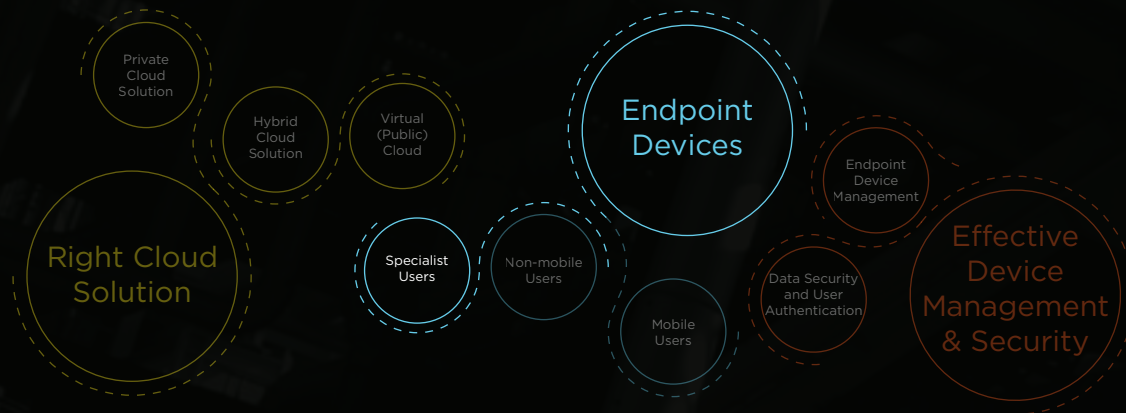 Private
Cloud
Solution
Hybrid
Cloud
Solution
Virtual
(Public)
Cloud
Right Cloud
Solution
Endpoint
Devices
Specialist
Users
Non-mobile
Users
Mobile
Users
Endpoint
Device
Management
Data Security
and User
Authentication
Effective
Device
Management
& Security